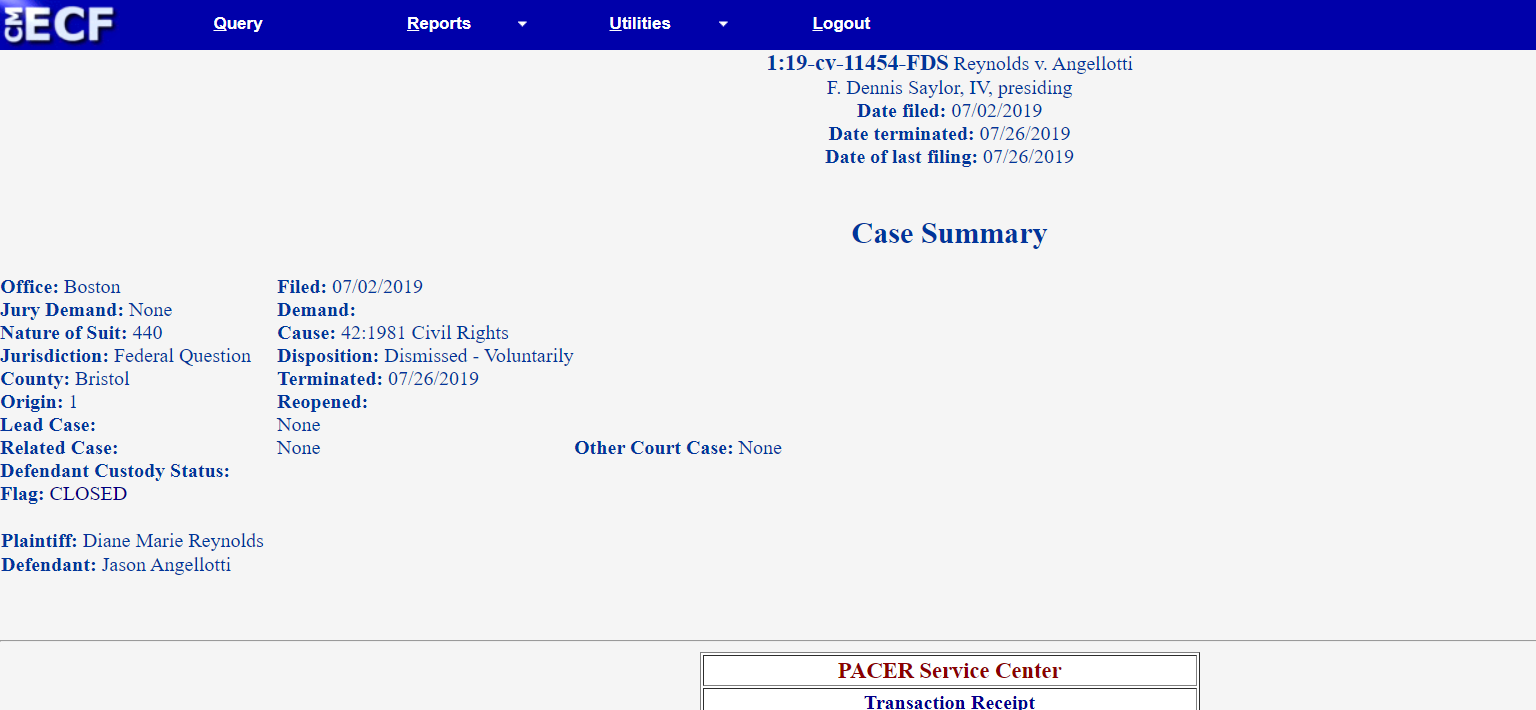 CM ECF Query Reports Utilities Logout
1:19-cv-11454-FDS Reynolds v. Angellotti
F. Dennis Saylor, IV, presiding
Date filed: 07/02/2019
Date terminated: 07/26/2019
Date of last filing: 07/26/2019
Case Summary
Office: Boston Filed: 07/02/2019
Jury Demand: None Demand:
Nature of Suit: 440 Cause: 42:1981 Civil Rights
Jurisdiction: Federal Question Disposition: Dismissed - Voluntarily
County: Bristol Terminated: 07/26/2019
Origin: 1 Reopened:
Lead Case: None
Related Case: None Other Court Case: None
Defendant Custody Status:
Flag: CLOSED
Plaintiff: Diane Marie Reynolds
Defendant: Jason Angellotti
PACER Service Center
Transaction Receipt